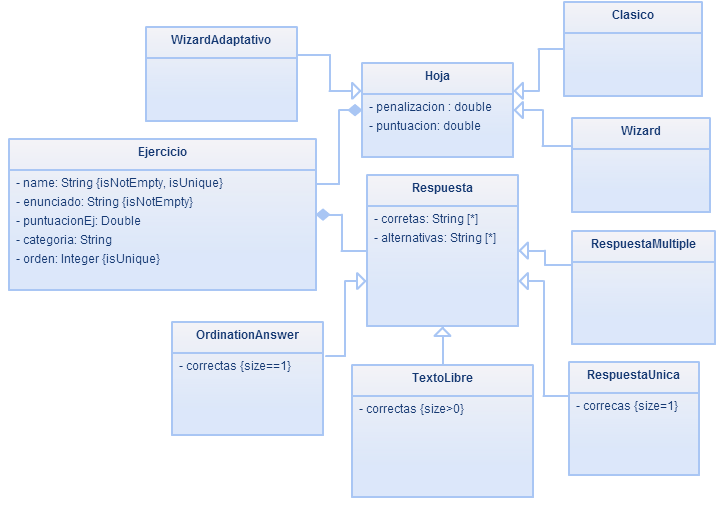 WizardAdaptativo
Clasico
Hoja
- penalizacion : double
- puntuacion: double
Wizard
Ejercicio
- name: String {isNotEmpty, isUnique}
- enunciado: String {isNotEmpty}
- puntuacionEj: Double
- categoria: String
- orden: Integer {isUnique}
Respuesta
- corretas: String [*]
- alternativas: String [*]
RespuestaMultiple
OrdinationAnswer
- correctas {size==1}
TextoLibre
- correctas {size>0}
RespuestaUnica
- correcas {size=1}